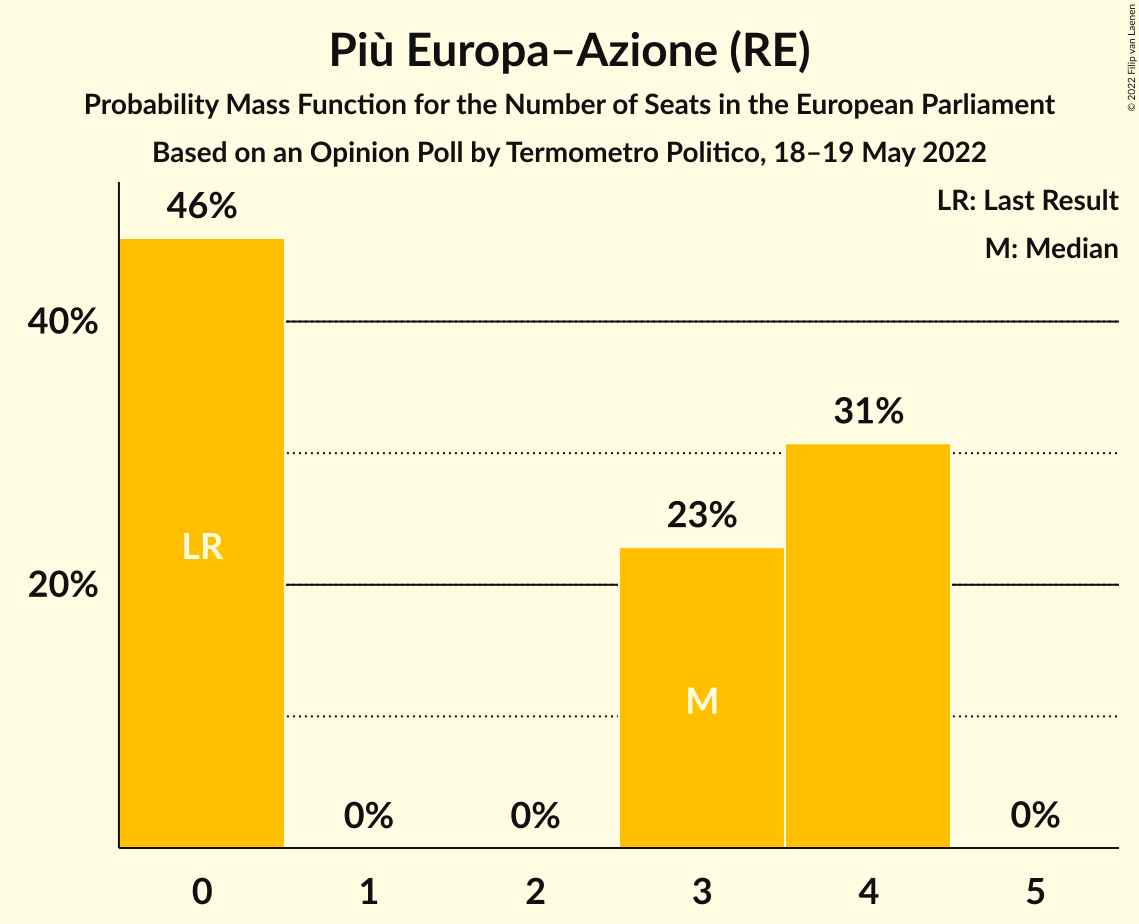 Più Europa–Azione (RE)
Probability Mass Function for the Number of Seats in the European Parliament
Based on an Opinion Poll by Termometro Politico, 18–19 May 2022
© 2022 Filip van Laenen
LR: Last Result
M: Median
46%
40%
31%
23%
LR
20%
M
0%
0%
0%
0 1 2 3 4 5